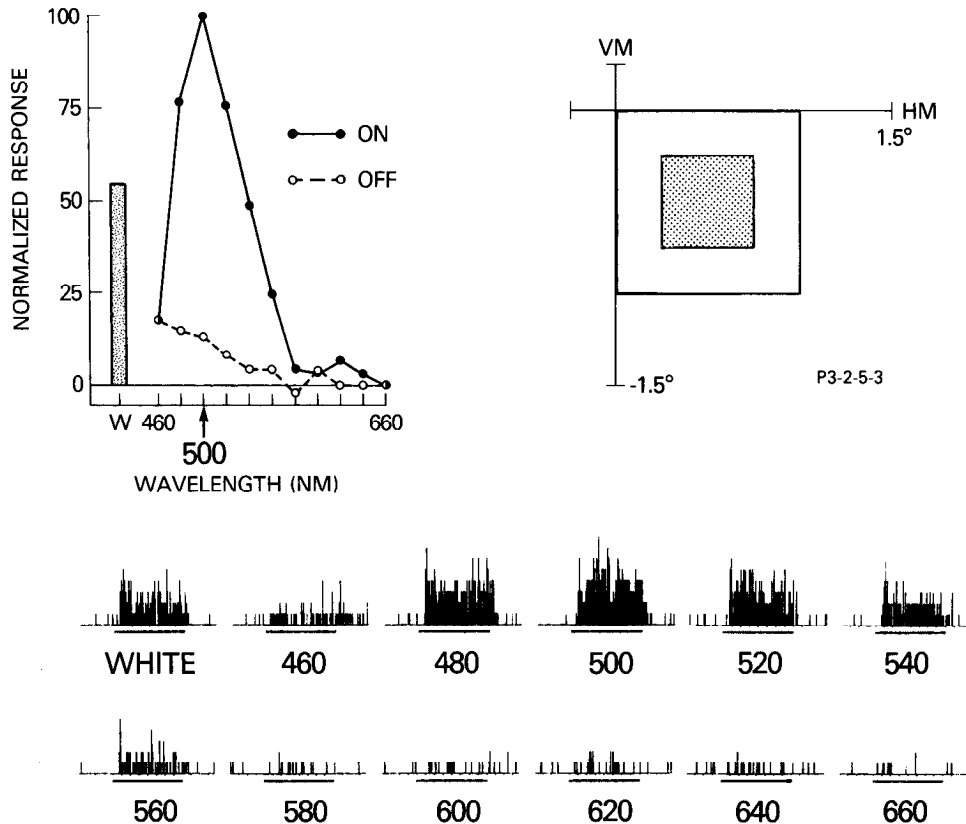 NORMALIZED RESPONSE
100
75
50
25
0
ON
OFF
W 460 660
500
WAVELENGTH (NM)
VM
HM
1.5°
-1.5°
P3-2-5-3
WHITE 460 480 500 520 540
560 580 600 620 640 660